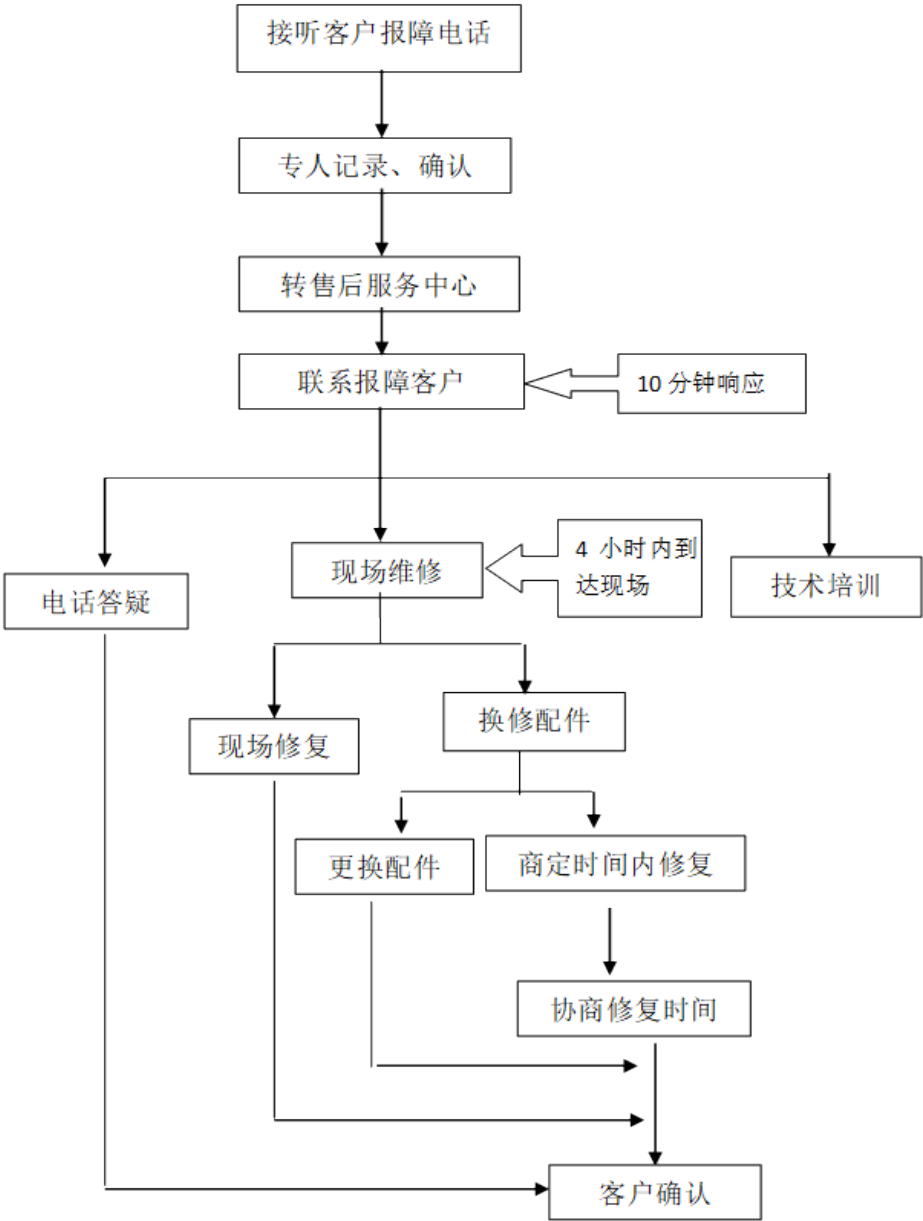 接听客户报障电话
专人记录、确认
转售后服务中心
联系报障客户
10 分钟响应
现场维修
4 小时内到
达现场
电话答疑
技术培训
现场修复
换修配件
更换配件
商定时间内修复
协商修复时间
客户确认